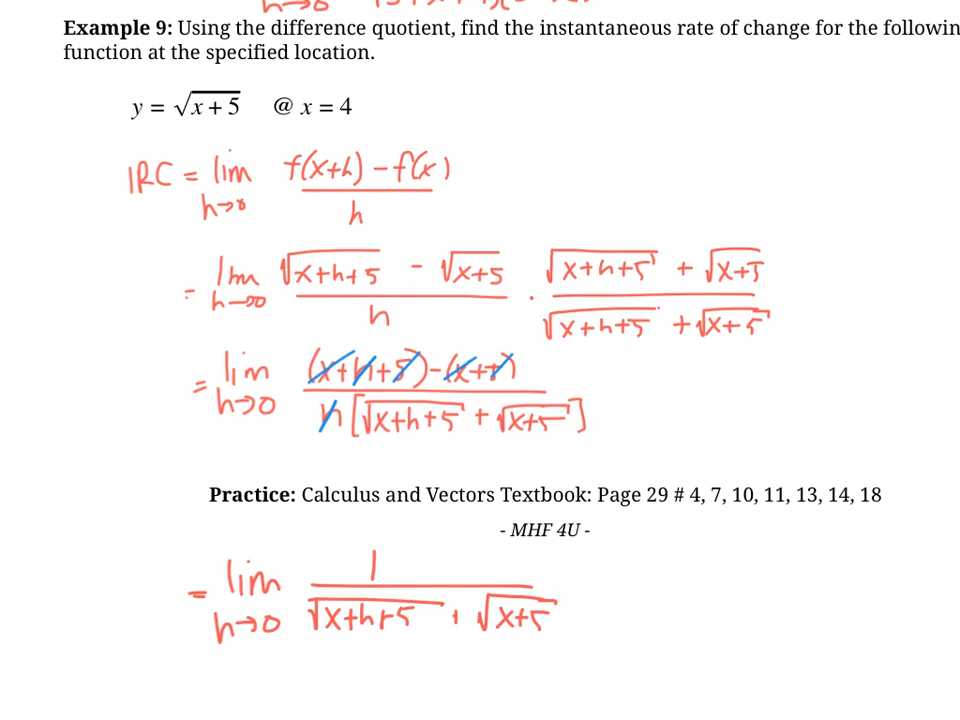 Example 9: Using the difference quotient, find the instantaneous rate of change for the followin
function at the specified location.
y = √(x + 5) @ x = 4
IRC = lim h→0 (f(x+h) − f(x)) / h
= lim h→0 (√(x+h+5) − √(x+5)) / h · (√(x+h+5) + √(x+5)) / (√(x+h+5) + √(x+5))
= lim h→0 ((x+h+5) − (x+5)) / (h[√(x+h+5) + √(x+5)])
Practice: Calculus and Vectors Textbook: Page 29 # 4, 7, 10, 11, 13, 14, 18
- MHF 4U -
= lim h→0 1 / (√(x+h+5) + √(x+5))